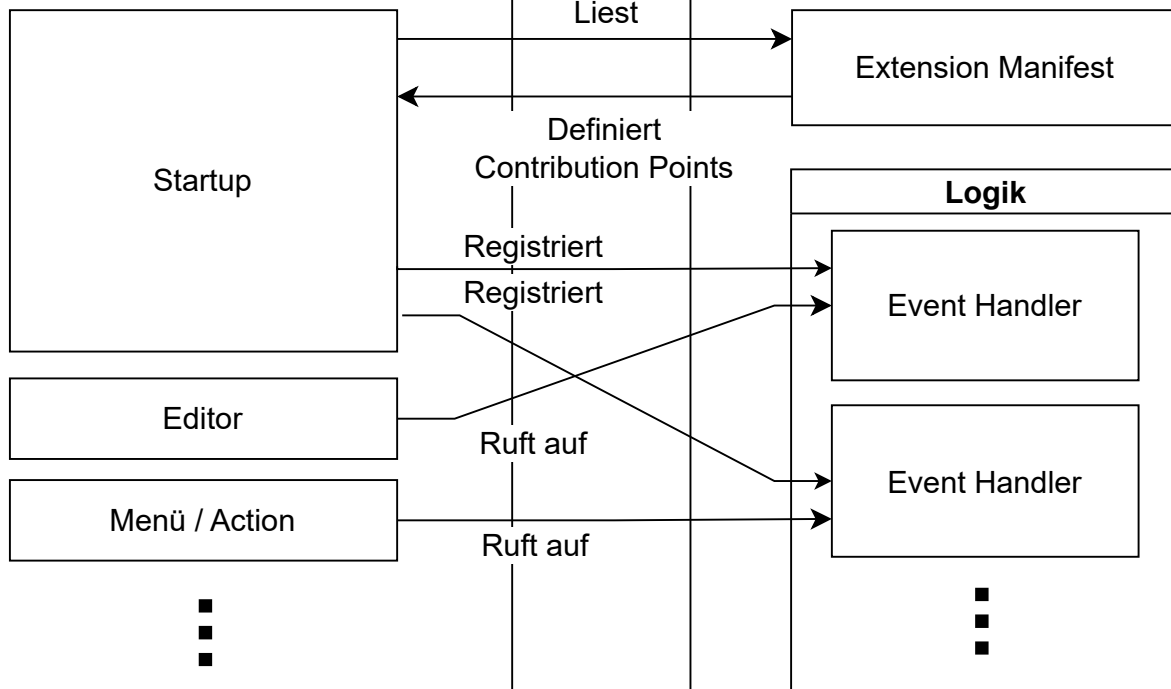 Liest
Extension Manifest
Definiert
Contribution Points
Startup
Logik
Registriert
Registriert
Event Handler
Editor
Ruft auf
Event Handler
Menü / Action
Ruft auf